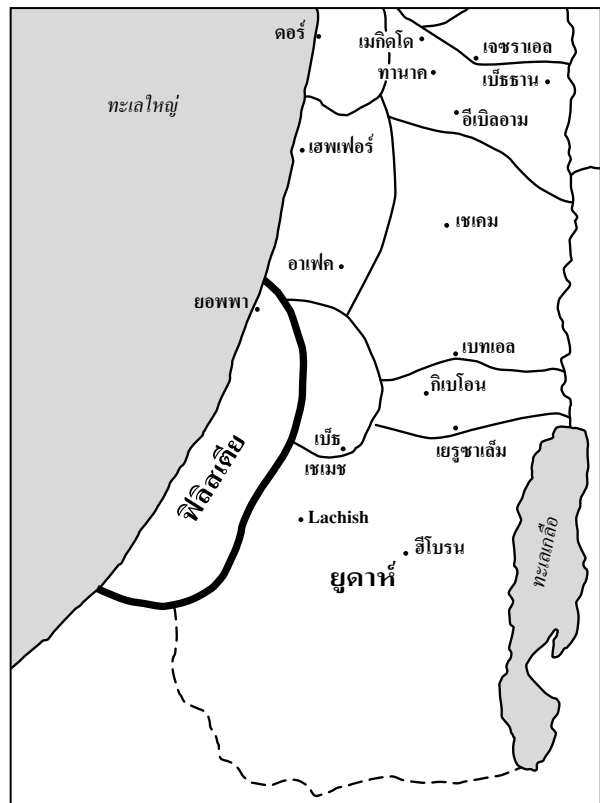 ดอร์
เมกิดโด
เจซราเอล
ทานาค
เบ็ธธาน
ทะเลใหญ่
อีเบิลอาม
เฮพเฟอร์
เชเคม
อาเฟค
ยอพพา
เบทเอล
กิเบโอน
เบ็ธ
เชเมช
เยรูซาเล็ม
ฟิลิสเตีย
Lachish
ฮีโบรน
ยูดาห์
ทะเลเกลือ